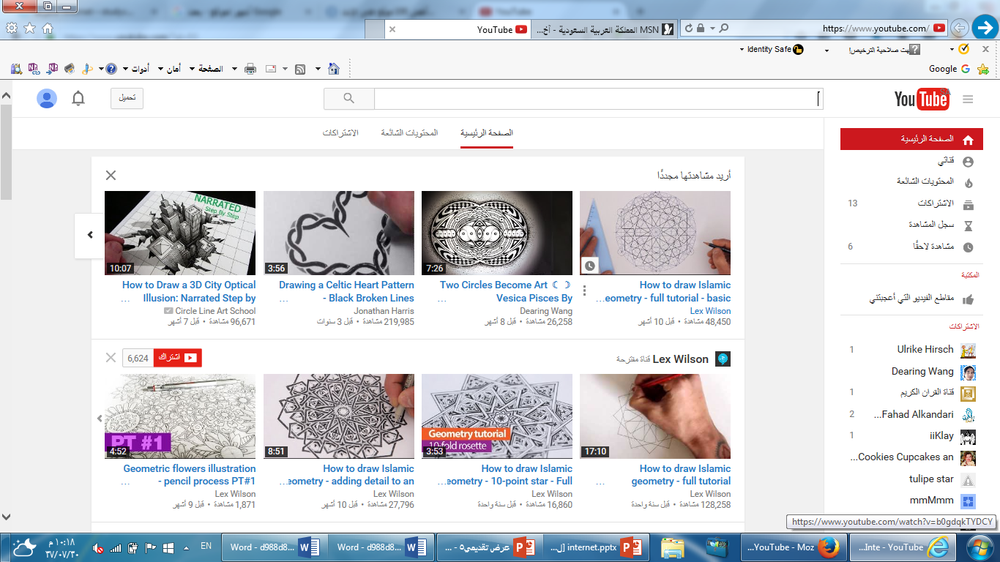 https://www.youtube.com/
MSN المملكة العربية السعودية - أخ...
YouTube
Identity Safe
هت صلاحية الترخيص!
Google
الصفحة
أمان
أدوات
YouTube SA
تحميل
الصفحة الرئيسية
المحتويات الشائعة
الاشتراكات
الصفحة الرئيسية
قناتي
المحتويات الشائعة
الاشتراكات 13
سجل المشاهدة
مشاهدة لاحقًا 6
المكتبة
مقاطع الفيديو التي أعجبتني
الاشتراكات
Ulrike Hirsch 1
Dearing Wang
قناة القران الكريم 1
Fahad Alkandari... 2
iiKlay 1
Cookies Cupcakes an...
tulipe star
mmMmm
أريد مشاهدتها مجددًا
How to draw Islamic
...eometry - full tutorial - basic
Lex Wilson
48,450 مشاهدة • قبل 10 أشهر
7:26
Two Circles Become Art ☾☽
Vesica Pisces By ...
Dearing Wang
26,258 مشاهدة • قبل 8 أشهر
3:56
Drawing a Celtic Heart Pattern
- Black Broken Lines ...
Jonathan Harris
219,985 مشاهدة • قبل 3 سنوات
NARRATED
Step By Step
10:07
How to Draw a 3D City Optical
Illusion: Narrated Step by ...
Circle Line Art School
96,671 مشاهدة • قبل 7 أشهر
Lex Wilson قناة مقترحة
اشتراك 6,624
17:10
How to draw Islamic
geometry - full tutorial ...
Lex Wilson
128,258 مشاهدة • قبل سنة واحدة
Geometry tutorial
10-fold rosette
3:53
How to draw Islamic
...eometry - 10-point star - Full
Lex Wilson
16,860 مشاهدة • قبل سنة واحدة
8:51
How to draw Islamic
...eometry - adding detail to an
Lex Wilson
27,796 مشاهدة • قبل 10 أشهر
PT #1
4:52
Geometric flowers illustration
- pencil process PT#1 ...
Lex Wilson
1,871 مشاهدة • قبل 9 أشهر
https://www.youtube.com/watch?v=b0gdqkTYDCY
YouTube - Inte...
YouTube - Moz...
internet.pptx [ل...
عرض تقديمي٥ - ...
Word - d988d8...
Word - d988d8...
EN
١٠:١٨ م
٣٧/٠٧/٣٠